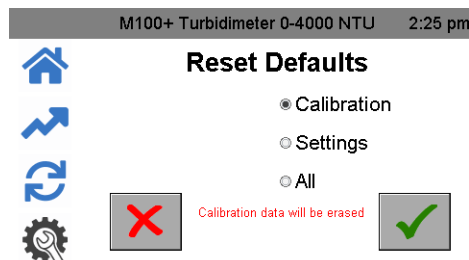 M100+ Turbidimeter 0-4000 NTU 2:25 pm
Reset Defaults
Calibration
Settings
All
Calibration data will be erased